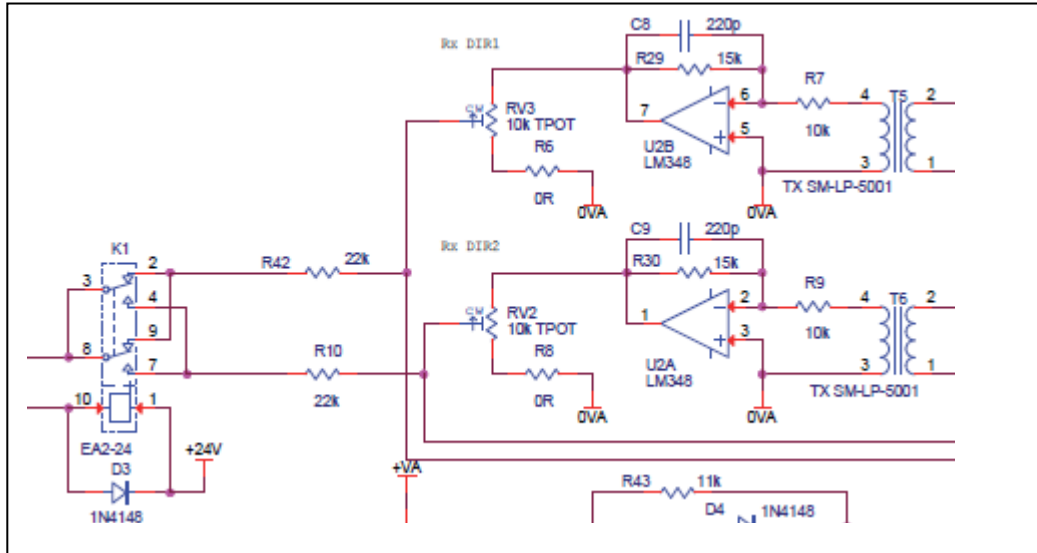 C8 220p
Rx DIR1
R29 15k
R7
10k
4 T5 2
6
7
5
3 1
CW
RV3
10k TPOT
R6
0R
0VA
U2B
LM348
0VA
TX SM-LP-5001
C9 220p
Rx DIR2
R30 15k
R9
10k
4 T6 2
2
1
3
3 1
CW
RV2
10k TPOT
R8
0R
0VA
U2A
LM348
0VA
TX SM-LP-5001
K1
3 2
4
9
8
7
10 1
R42 22k
R10
22k
EA2-24
+24V
D3
1N4148
+VA
R43 11k
D4 1N4148